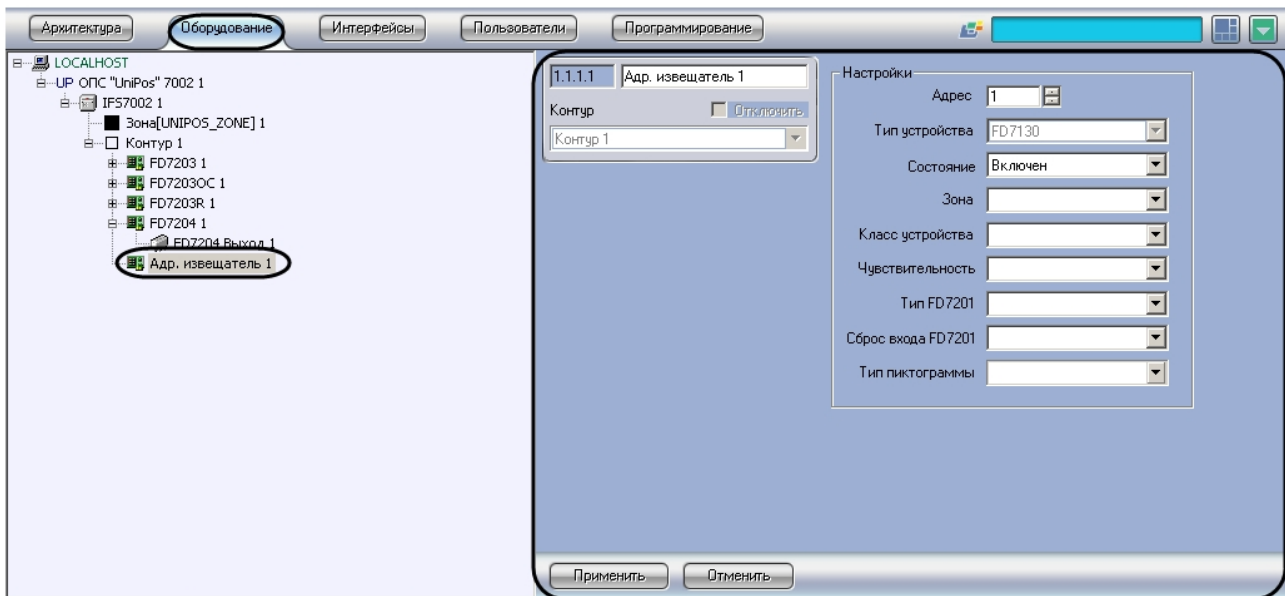 Архитектура
Оборудование
Интерфейсы
Пользователи
Программирование
LOCALHOST
UP ОПС "UniPos" 7002 1
IFS7002 1
Зона[UNIPOS_ZONE] 1
Контур 1
FD7203 1
FD7203OC 1
FD7203R 1
FD7204 1
FD7204 Выход 1
Адр. извещатель 1
1.1.1.1 Адр. извещатель 1
Контур Отключить
Контур 1
Настройки
Адрес 1
Тип устройства FD7130
Состояние Включен
Зона
Класс устройства
Чувствительность
Тип FD7201
Сброс входа FD7201
Тип пиктограммы
Применить Отменить